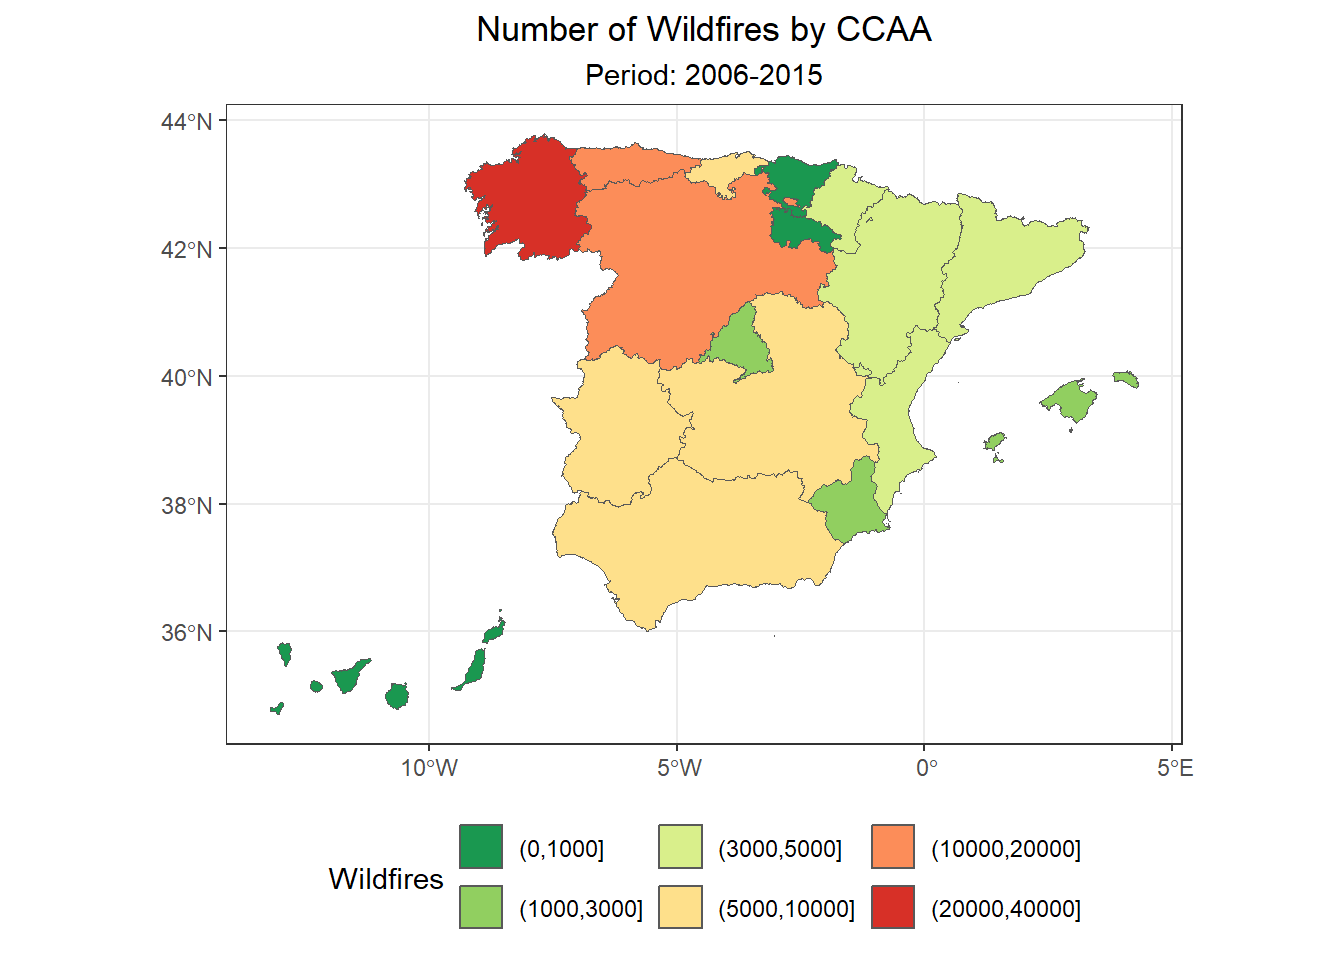 Number of Wildfires by CCAA
Period: 2006-2015
44°N
42°N
40°N
38°N
36°N
10°W 5°W 0° 5°E
Wildfires
(0,1000] (3000,5000] (10000,20000]
(1000,3000] (5000,10000] (20000,40000]